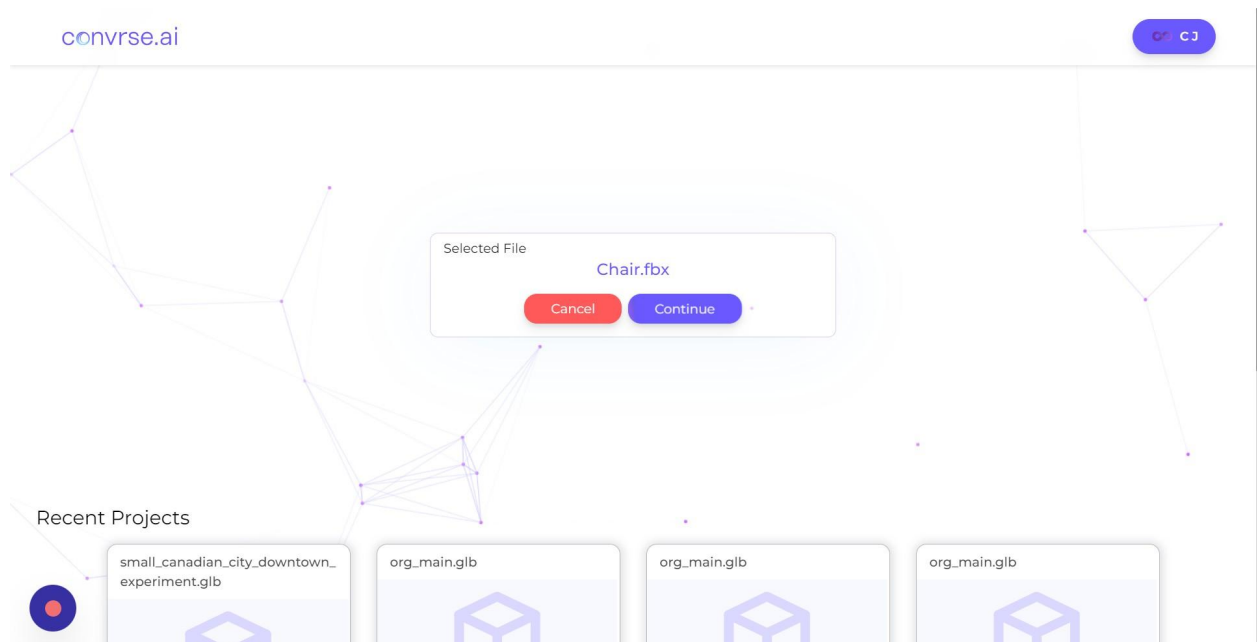 convrse.ai
C J
Selected File
Chair.fbx
Cancel
Continue
Recent Projects
small_canadian_city_downtown_
experiment.glb
org_main.glb
org_main.glb
org_main.glb